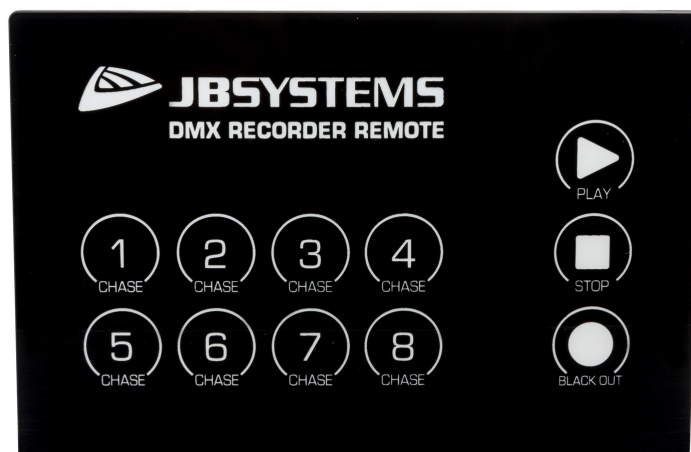 JBSYSTEMS
DMX RECORDER REMOTE
PLAY
1 2 3 4
CHASE CHASE CHASE CHASE
STOP
5 6 7 8
CHASE CHASE CHASE CHASE
BLACK OUT